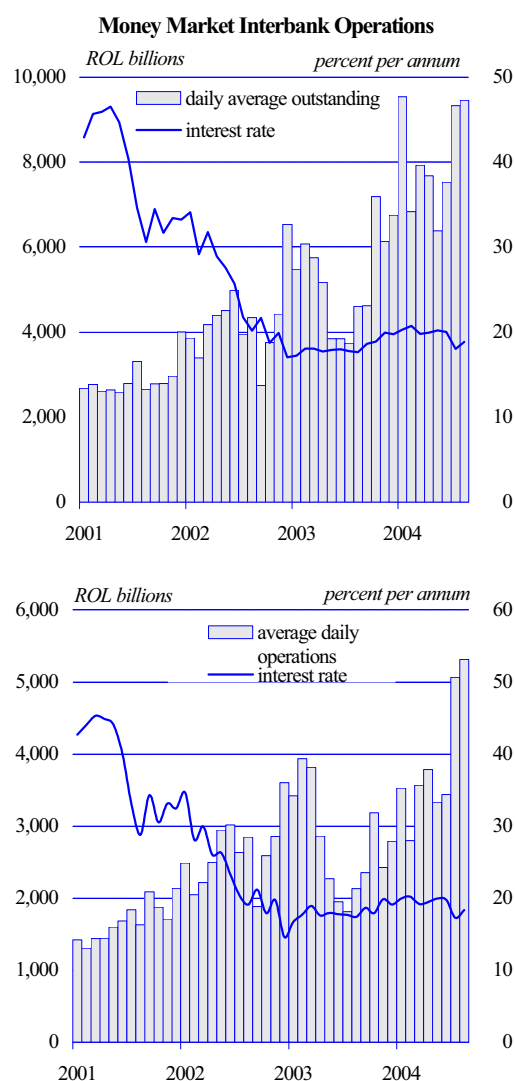 Money Market Interbank Operations
ROL billions percent per annum
10,000 50
daily average outstanding
interest rate
8,000 40
6,000 30
4,000 20
2,000 10
0 0
2001 2002 2003 2004
ROL billions percent per annum
6,000 60
average daily
operations
interest rate
5,000 50
4,000 40
3,000 30
2,000 20
1,000 10
0 0
2001 2002 2003 2004